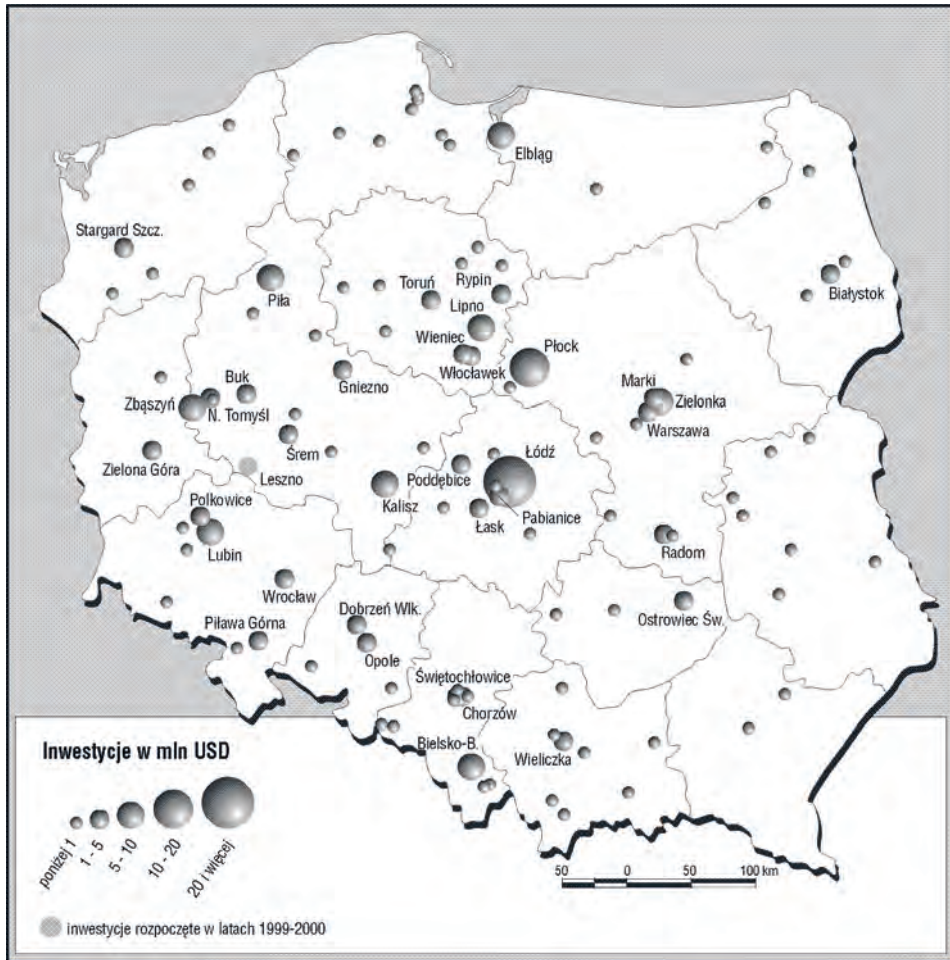 Elbląg
Stargard Szcz.
Piła
Toruń
Rypin
Lipno
Białystok
Wieniec
Włocławek
Płock
Gniezno
Buk
Marki
Zielonka
Zbąszyń
N. Tomyśl
Warszawa
Śrem
Łódź
Zielona Góra
Leszno
Poddębice
Kalisz
Pabianice
Łask
Polkowice
Lubin
Radom
Wrocław
Dobrzeń Wlk.
Ostrowiec Św.
Piława Górna
Opole
Świętochłowice
Chorzów
Bielsko-B.
Wieliczka
Inwestycje w mln USD
poniżej 1
1 - 5
5 - 10
10 - 20
20 i więcej
50 0 50 100 km
inwestycje rozpoczęte w latach 1999-2000